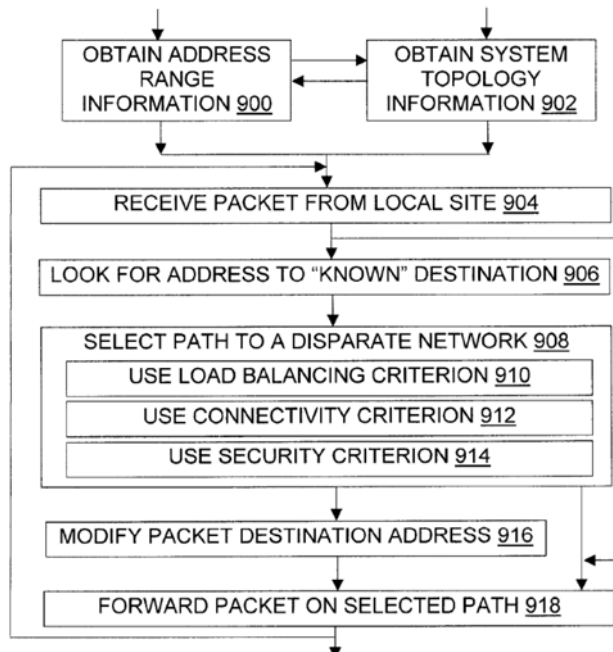 OBTAIN ADDRESS
RANGE
INFORMATION 900
OBTAIN SYSTEM
TOPOLOGY
INFORMATION 902
RECEIVE PACKET FROM LOCAL SITE 904
LOOK FOR ADDRESS TO “KNOWN” DESTINATION 906
SELECT PATH TO A DISPARATE NETWORK 908
USE LOAD BALANCING CRITERION 910
USE CONNECTIVITY CRITERION 912
USE SECURITY CRITERION 914
MODIFY PACKET DESTINATION ADDRESS 916
FORWARD PACKET ON SELECTED PATH 918